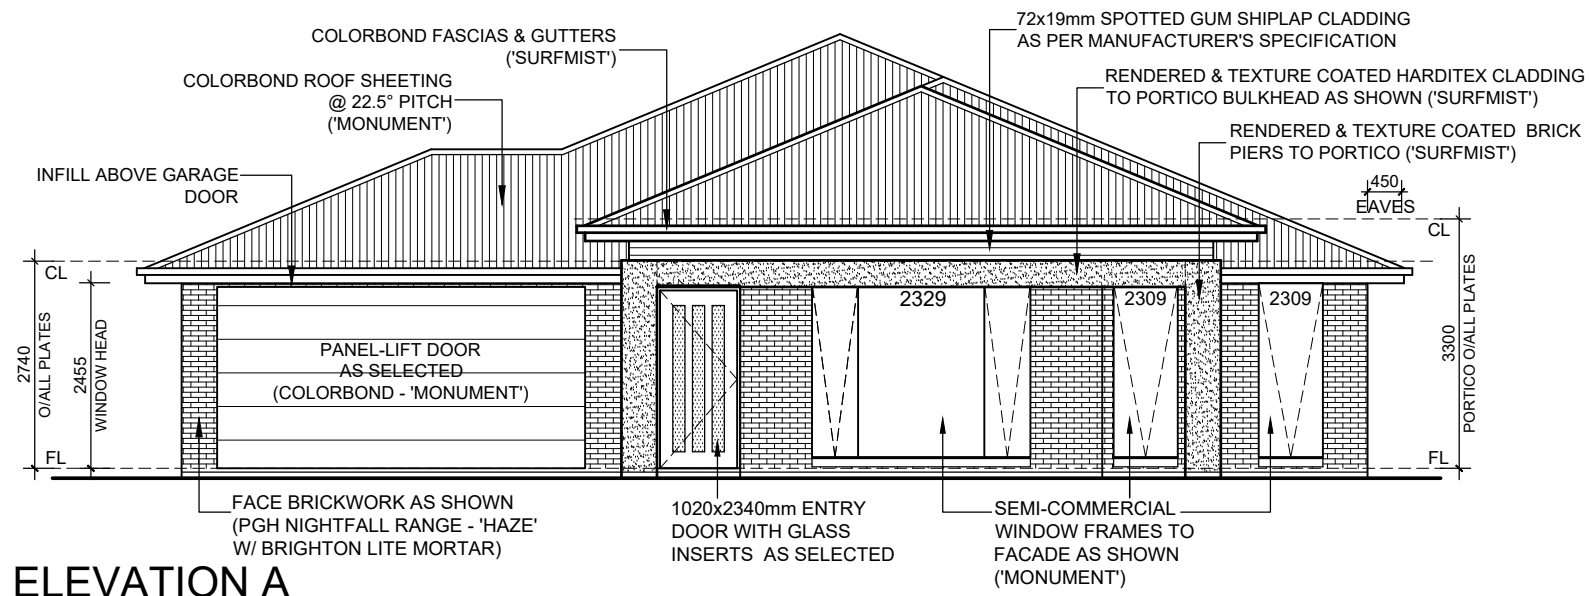 COLORBOND FASCIAS & GUTTERS
('SURFMIST')
72x19mm SPOTTED GUM SHIPLAP CLADDING
AS PER MANUFACTURER'S SPECIFICATION
COLORBOND ROOF SHEETING
@ 22.5° PITCH
('MONUMENT')
RENDERED & TEXTURE COATED HARDITEX CLADDING
TO PORTICO BULKHEAD AS SHOWN ('SURFMIST')
RENDERED & TEXTURE COATED BRICK
PIERS TO PORTICO ('SURFMIST')
INFILL ABOVE GARAGE
DOOR
450
EAVES
CL
CL
2740
O/ALL PLATES
2455
WINDOW HEAD
FL
PANEL-LIFT DOOR
AS SELECTED
(COLORBOND - 'MONUMENT')
2329
2309
2309
3300
PORTICO O/ALL PLATES
FL
FACE BRICKWORK AS SHOWN
(PGH NIGHTFALL RANGE - 'HAZE'
W/ BRIGHTON LITE MORTAR)
1020x2340mm ENTRY
DOOR WITH GLASS
INSERTS AS SELECTED
SEMI-COMMERCIAL
WINDOW FRAMES TO
FACADE AS SHOWN
('MONUMENT')
ELEVATION A